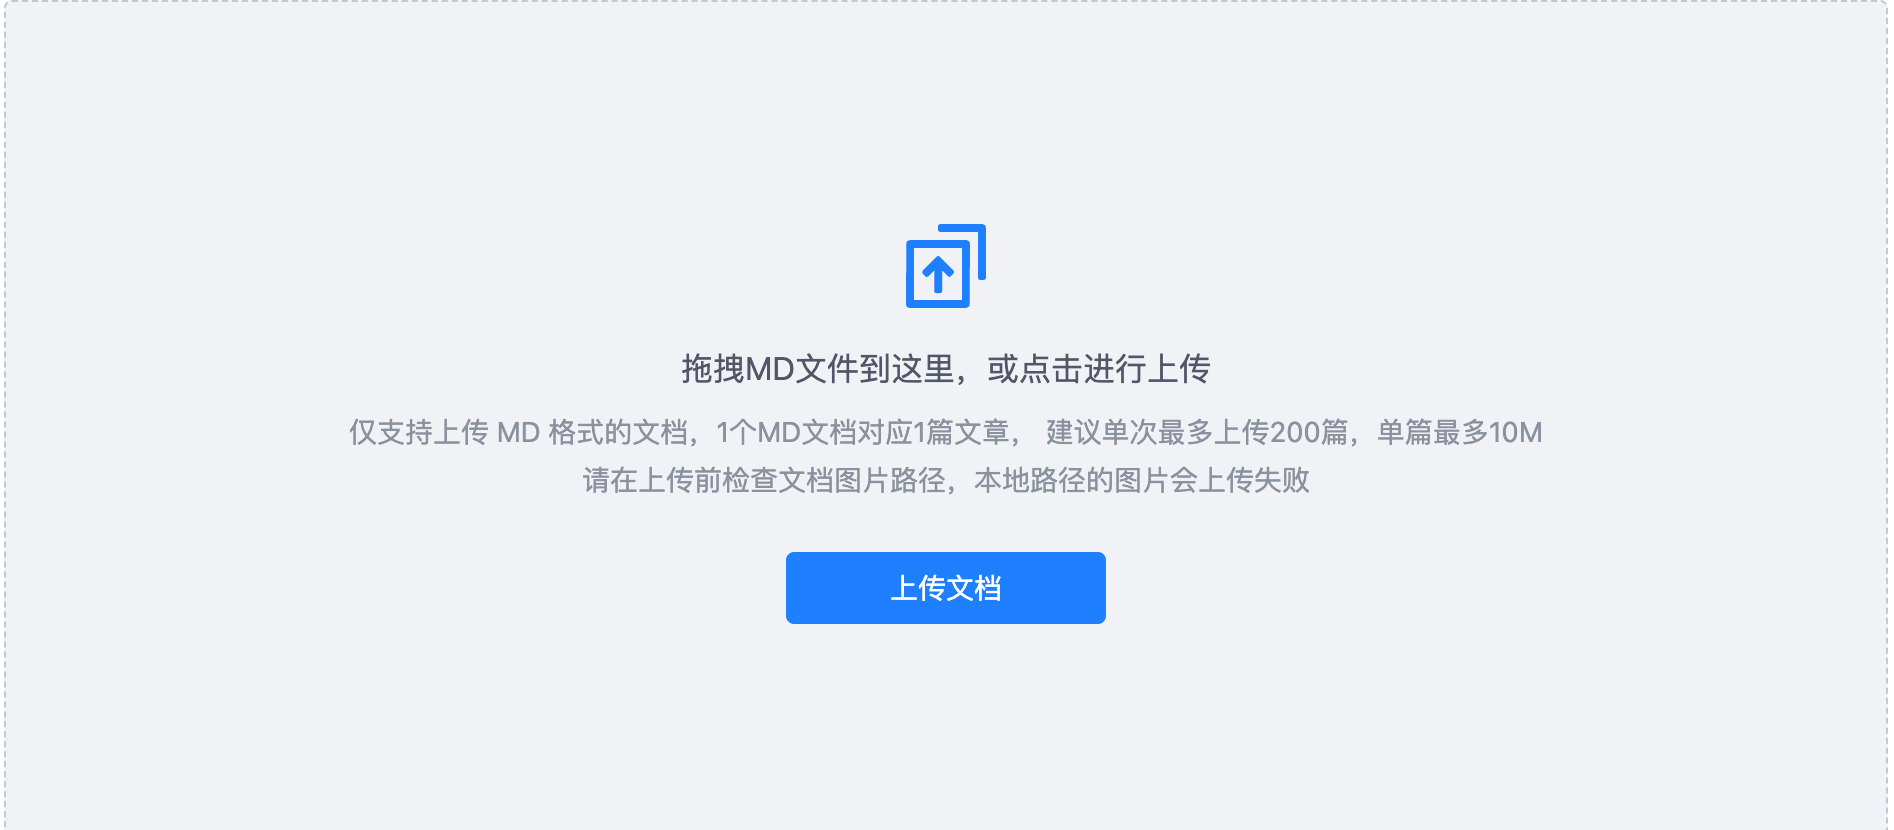 拖拽MD文件到这里，或点击进行上传
仅支持上传 MD 格式的文档，1个MD文档对应1篇文章， 建议单次最多上传200篇，单篇最多10M
请在上传前检查文档图片路径，本地路径的图片会上传失败
上传文档